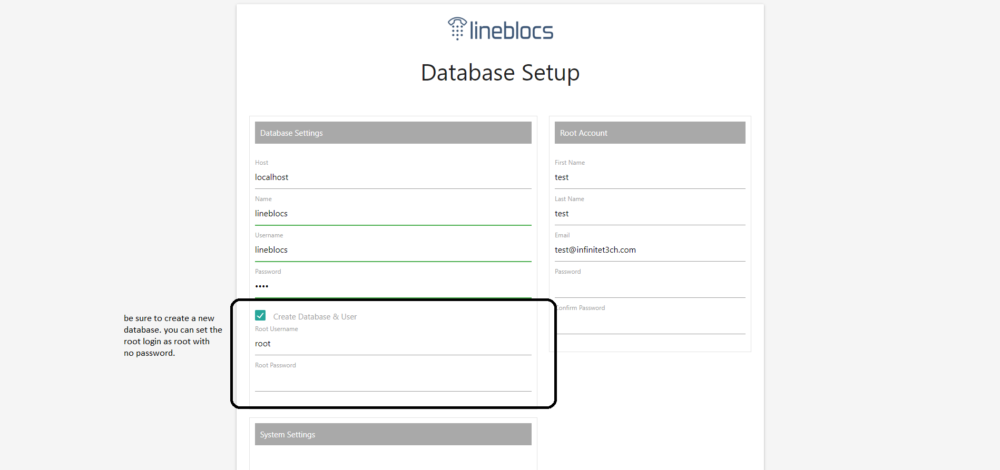 lineblocs
Database Setup
Database Settings
Host
localhost
Name
lineblocs
Username
lineblocs
Password
••••
Create Database & User
Root Username
root
Root Password
Root Account
First Name
test
Last Name
test
Email
test@infinitet3ch.com
Password
Confirm Password
be sure to create a new
database. you can set the
root login as root with
no password.
System Settings